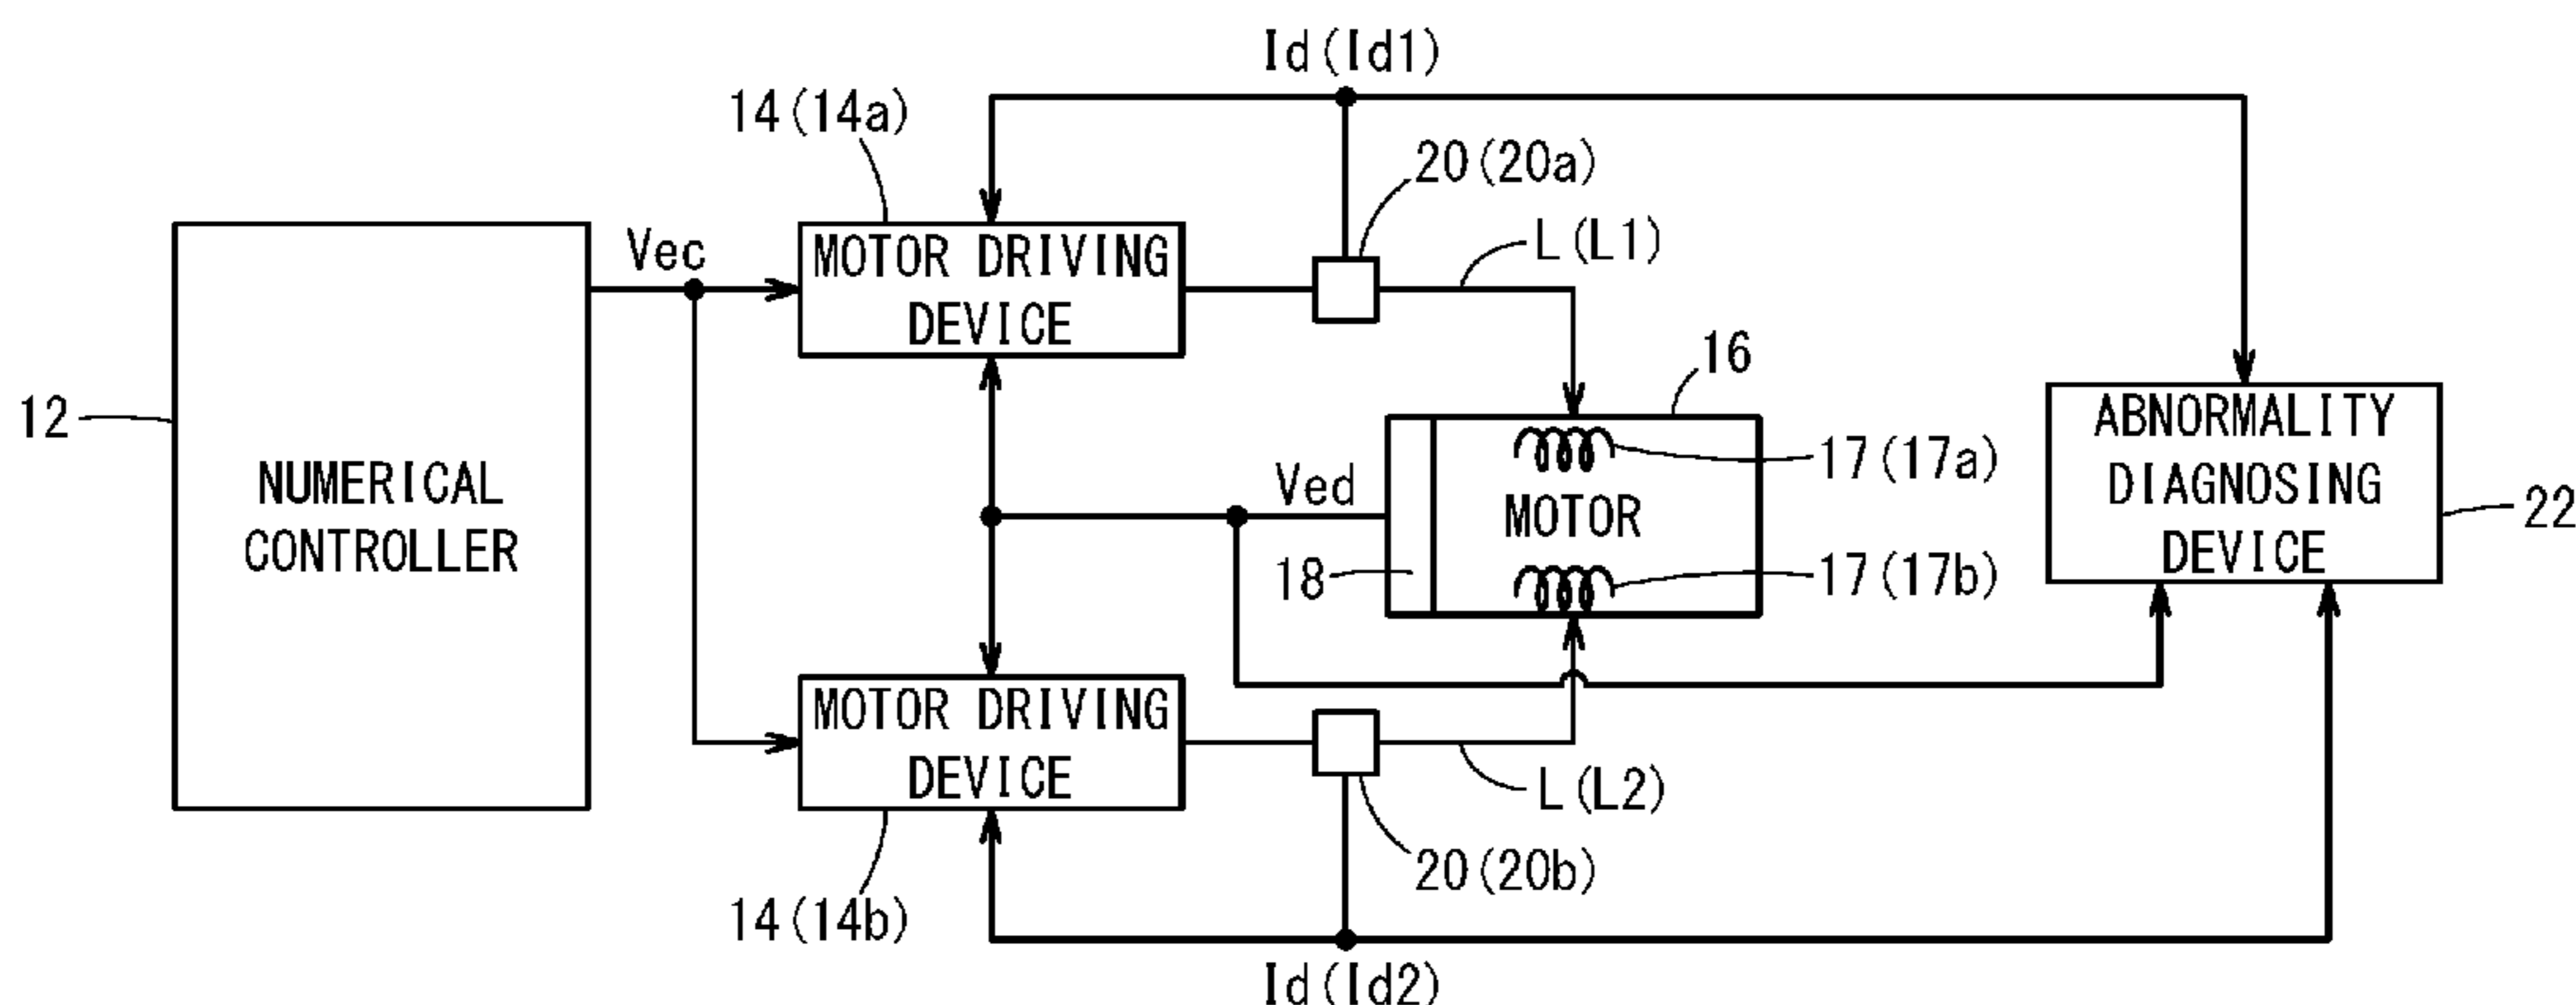 Id(Id1)
14(14a)
20(20a)
Vec
MOTOR DRIVING
DEVICE
L(L1)
16
12
NUMERICAL
CONTROLLER
Ved
18
17(17a)
MOTOR
17(17b)
ABNORMALITY
DIAGNOSING
DEVICE
22
MOTOR DRIVING
DEVICE
L(L2)
20(20b)
14(14b)
Id(Id2)